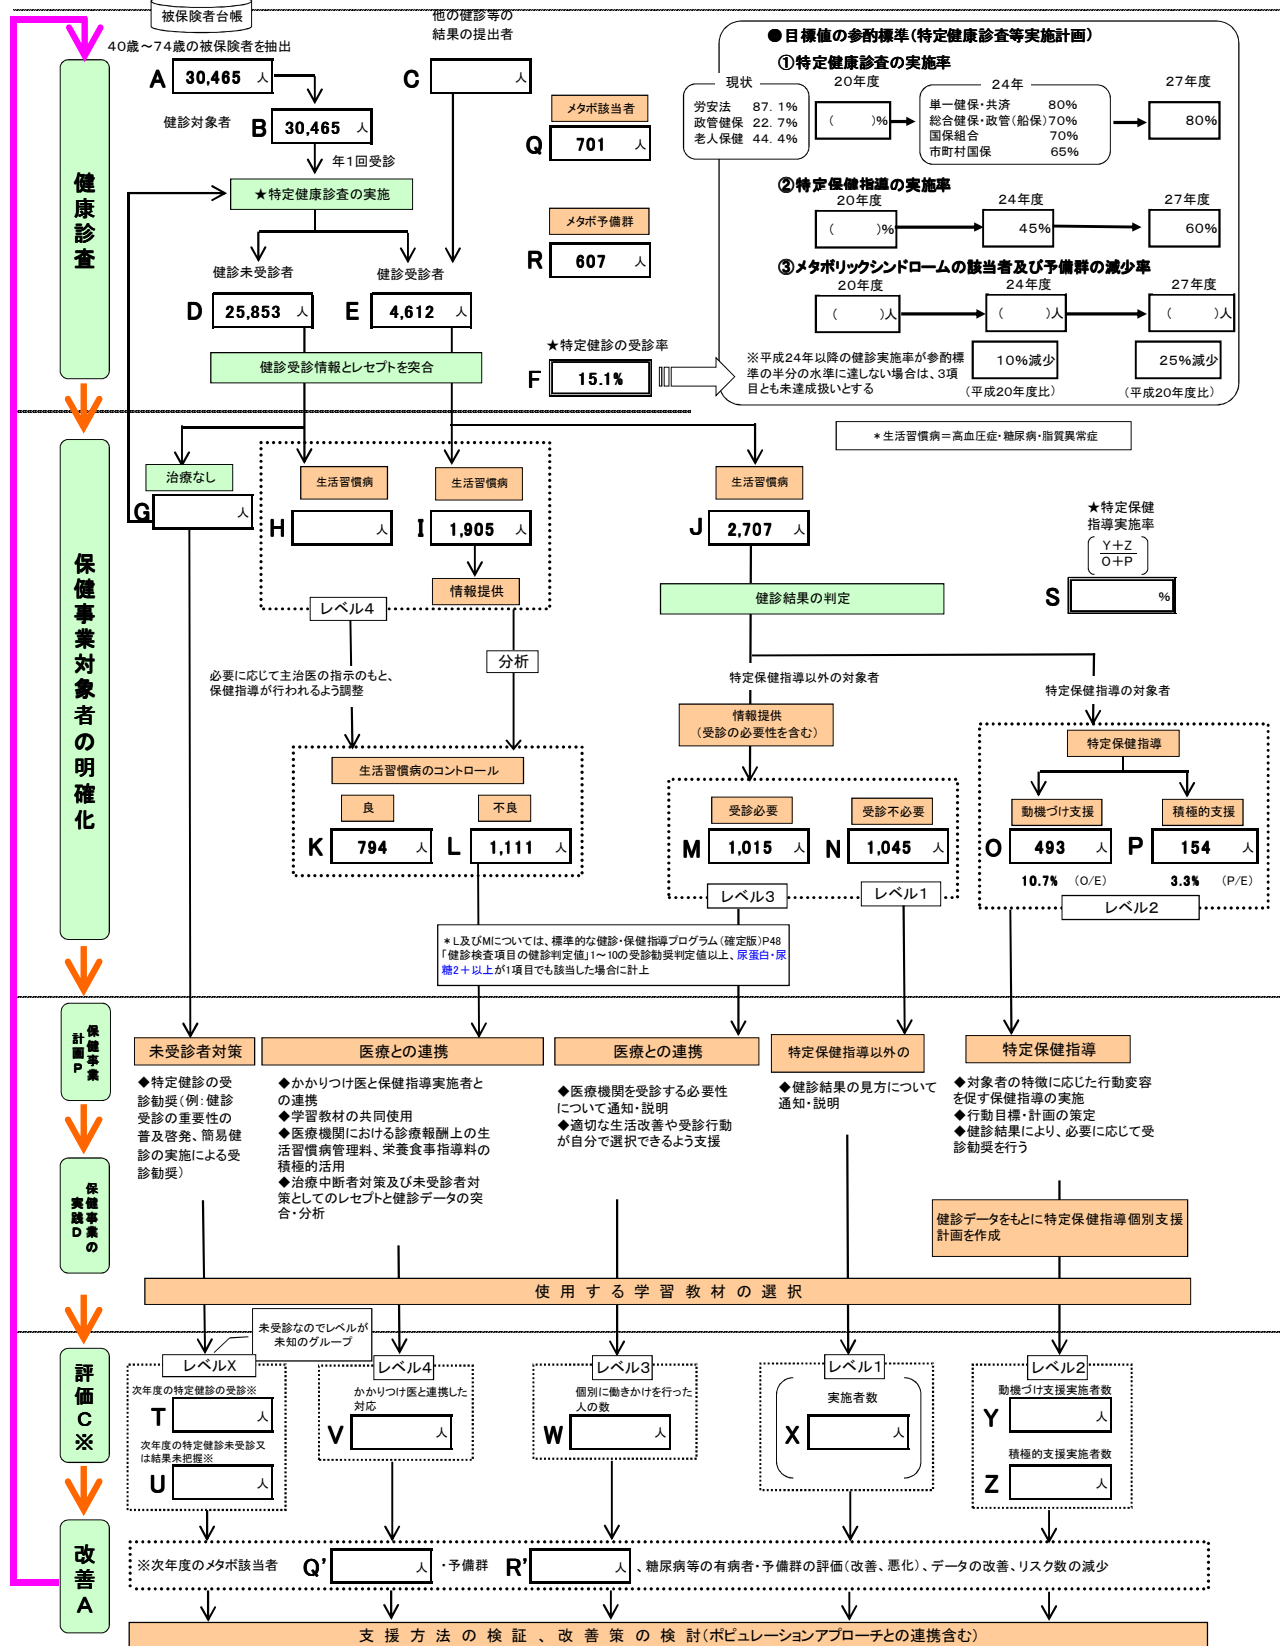 被保険者台帳
40歳～74歳の被保険者を抽出
A 30,465 人
他の健診等の
結果の提出者
C 人
健診対象者
B 30,465 人
年1回受診
★特定健康診査の実施
メタボ該当者
Q 701 人
メタボ予備群
R 607 人
健診未受診者
D 25,853 人
健診受診者
E 4,612 人
健診受診情報とレセプトを突合
★特定健診の受診率
F 15.1%
●目標値の参酌標準(特定健康診査等実施計画)
①特定健康診査の実施率
現状
労安法 87.1%
政管健保 22.7%
老人保健 44.4%
20年度
( )%
24年
単一健保・共済 80%
総合健保・政管(船保)70%
国保組合 70%
市町村国保 65%
27年度
80%
②特定保健指導の実施率
20年度 24年度 27年度
( )% 45% 60%
③メタボリックシンドロームの該当者及び予備群の減少率
20年度 24年度 27年度
( )人 ( )人 ( )人
※平成24年以降の健診実施率が参酌標
準の半分の水準に達しない場合は、3項
目とも未達成扱いとする
10%減少 25%減少
(平成20年度比) (平成20年度比)
*生活習慣病=高血圧症・糖尿病・脂質異常症
健康診査
治療なし
G 人
生活習慣病
H 人
生活習慣病
I 1,905 人
情報提供
レベル4
生活習慣病
J 2,707 人
健診結果の判定
★特定保健
指導実施率
Y+Z
O+P
S %
分析
必要に応じて主治医の指示のもと、
保健指導が行われるよう調整
特定保健指導以外の対象者
特定保健指導の対象者
情報提供
(受診の必要性を含む)
特定保健指導
生活習慣病のコントロール
良 不良
K 794 人 L 1,111 人
受診必要 受診不必要
M 1,015 人 N 1,045 人
レベル3 レベル1
動機づけ支援 積極的支援
O 493 人 P 154 人
10.7% (O/E) 3.3% (P/E)
レベル2
*L及びMについては、標準的な健診・保健指導プログラム(確定版)P48
「健診検査項目の健診判定値」1～10の受診勧奨判定値以上、尿蛋白・尿
糖2+以上が1項目でも該当した場合に計上
保健事業対象者の明確化
保健事業
計画P
未受診者対策
◆特定健診の受
診勧奨(例:健診
受診の重要性の
普及啓発、簡易健
診の実施による受
診勧奨)
医療との連携
◆かかりつけ医と保健指導実施者と
の連携
◆学習教材の共同使用
◆医療機関における診療報酬上の生
活習慣病管理料、栄養食事指導料の
積極的活用
◆治療中断者対策及び未受診者対
策としてのレセプトと健診データの突
合・分析
医療との連携
◆医療機関を受診する必要性
について通知・説明
◆適切な生活改善や受診行動
が自分で選択できるよう支援
特定保健指導以外の
◆健診結果の見方について
通知・説明
特定保健指導
◆対象者の特徴に応じた行動変容
を促す保健指導の実施
◆行動目標・計画の策定
◆健診結果により、必要に応じて受
診勧奨を行う
健診データをもとに特定保健指導個別支援
計画を作成
保健事業の
実践D
使用する学習教材の選択
未受診なのでレベルが
未知のグループ
評価C※
レベルX
次年度の特定健診の受診※
T 人
次年度の特定健診未受診又
は結果未把握※
U 人
レベル4
かかりつけ医と連携した
対応
V 人
レベル3
個別に働きかけを行った
人の数
W 人
レベル1
実施者数
X 人
レベル2
動機づけ支援実施者数
Y 人
積極的支援実施者数
Z 人
改善A
※次年度のメタボ該当者 Q' 人 ・予備群 R' 人 、糖尿病等の有病者・予備群の評価(改善、悪化)、データの改善、リスク数の減少
支援方法の検証、改善策の検討(ポピュレーションアプローチとの連携含む)